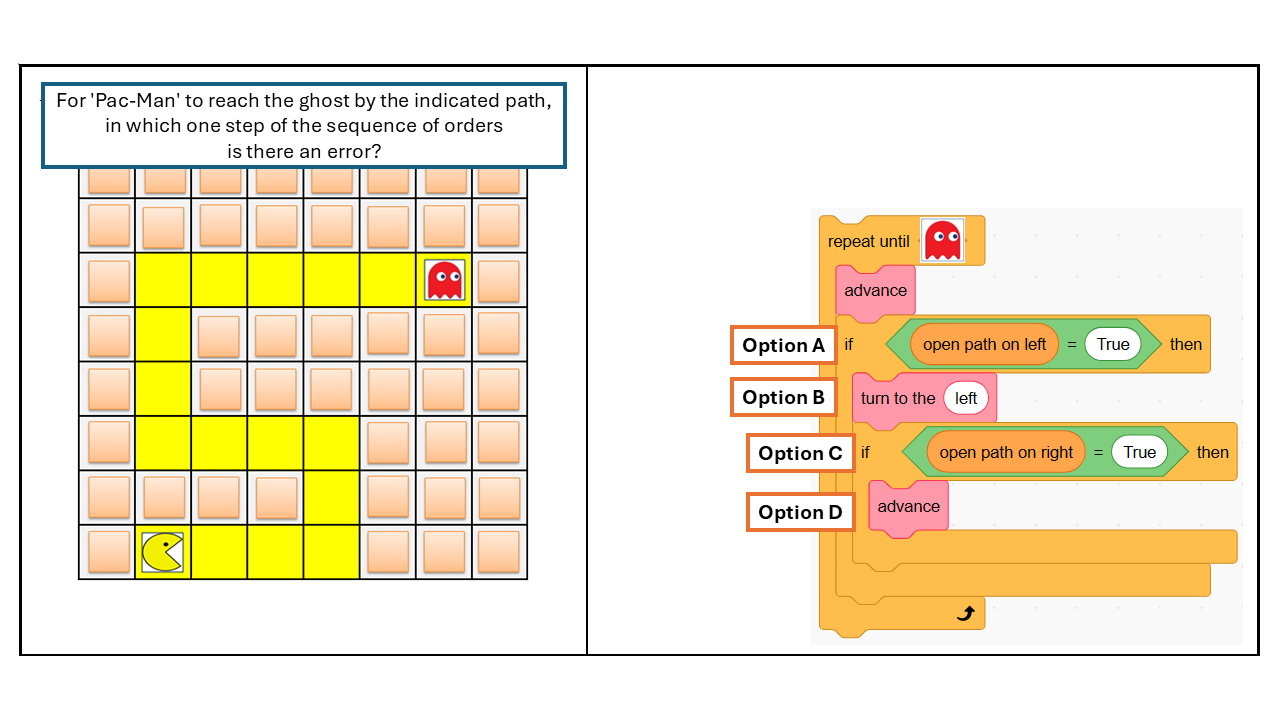 For 'Pac-Man' to reach the ghost by the indicated path,
in which one step of the sequence of orders
is there an error?
repeat until
advance
Option A
if open path on left = True then
Option B
turn to the left
Option C
if open path on right = True then
Option D
advance